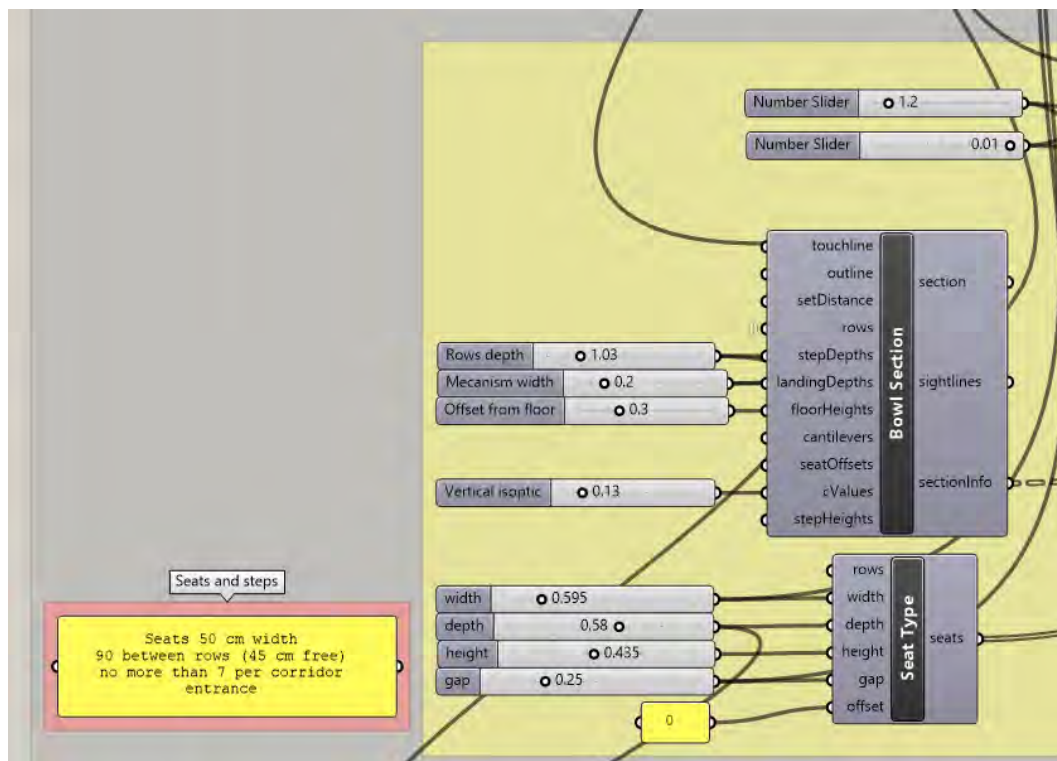 Number Slider 1.2
Number Slider 0.01
touchline
outline
section
setDistance
rows
Rows depth 1.03
stepDepths
Mecanism width 0.2
landingDepths
sightlines
Offset from floor 0.3
floorHeights
Bowl Section
cantilevers
seatOffsets
Vertical isoptic 0.13
cValues
sectionInfo
stepHeights
Seats and steps
Seats 50 cm width
90 between rows (45 cm free)
no more than 7 per corridor
entrance
rows
width 0.595
width
depth 0.58
depth
height 0.435
height
gap 0.25
gap
0
offset
Seat Type
seats